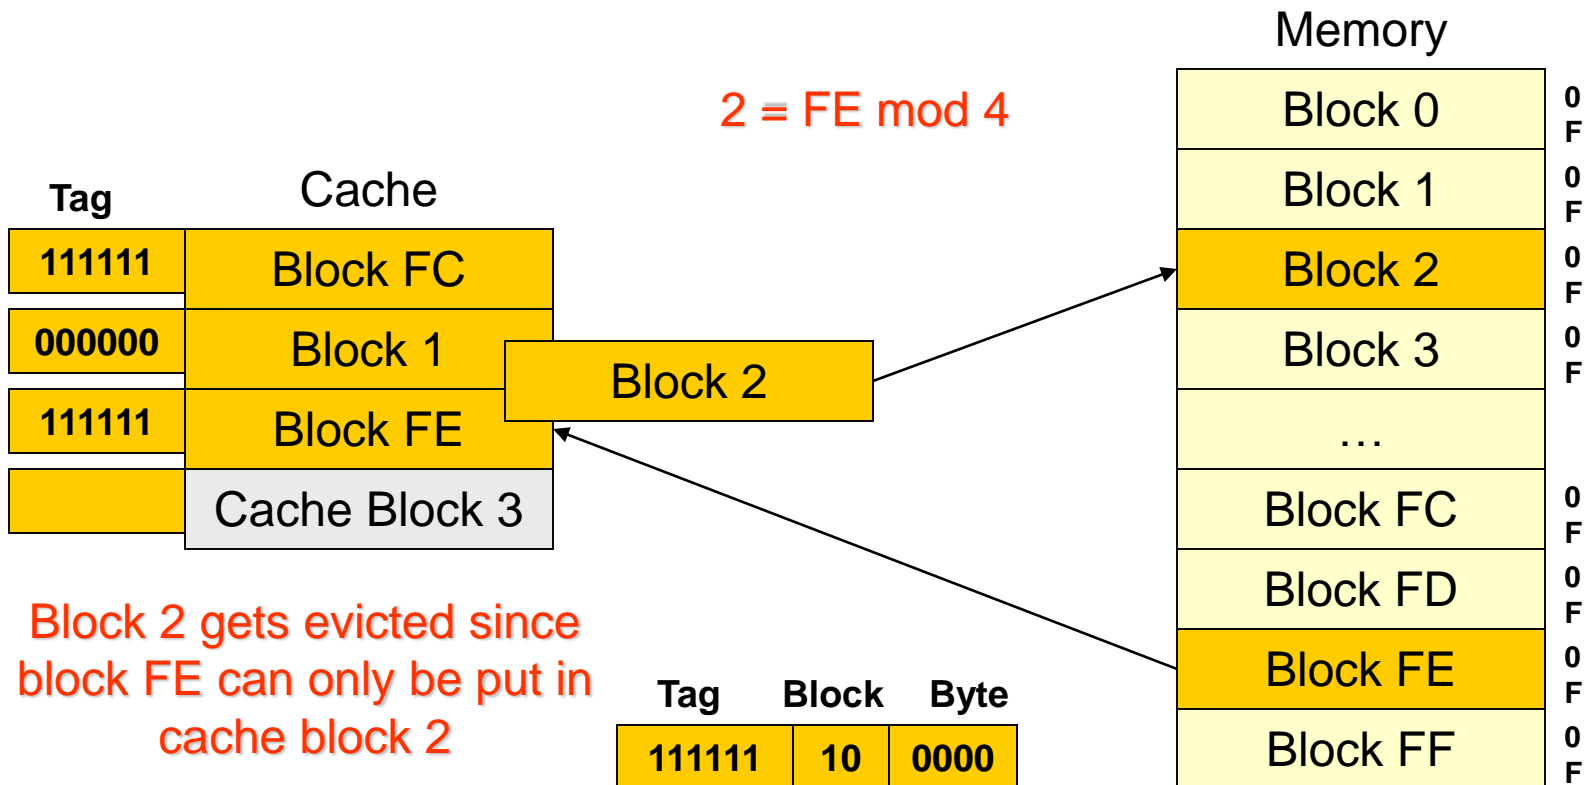 Memory
2 = FE mod 4
Block 0
0
F
Tag
Cache
Block 1
0
F
111111
Block FC
Block 2
0
F
000000
Block 1
Block 3
0
F
Block 2
111111
Block FE
…
Cache Block 3
Block FC
0
F
Block FD
0
F
Block 2 gets evicted since
block FE can only be put in
cache block 2
Block FE
0
F
Tag Block Byte
111111 10 0000
Block FF
0
F